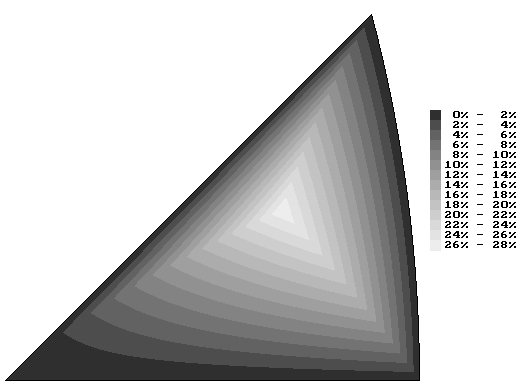 0% - 2%
2% - 4%
4% - 6%
6% - 8%
8% - 10%
10% - 12%
12% - 14%
14% - 16%
16% - 18%
18% - 20%
20% - 22%
22% - 24%
24% - 26%
26% - 28%